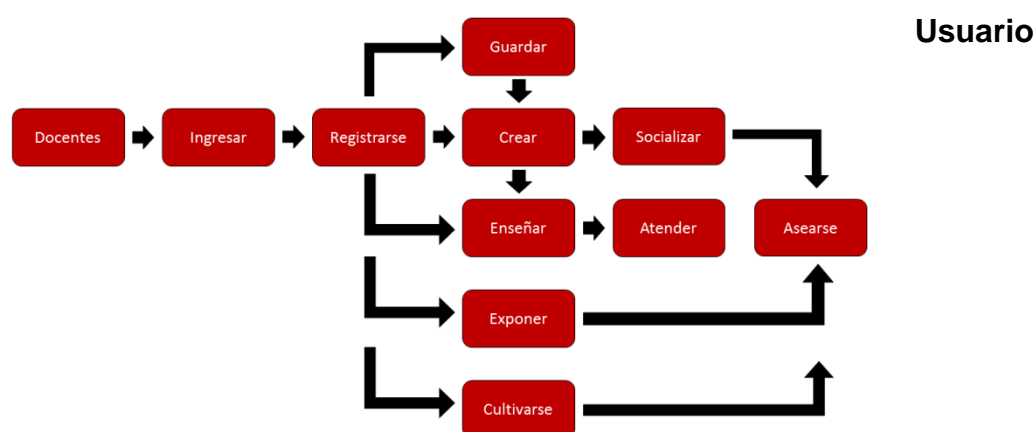 Usuario
Guardar
Docentes
Ingresar
Registrarse
Crear
Socializar
Enseñar
Atender
Asearse
Exponer
Cultivarse